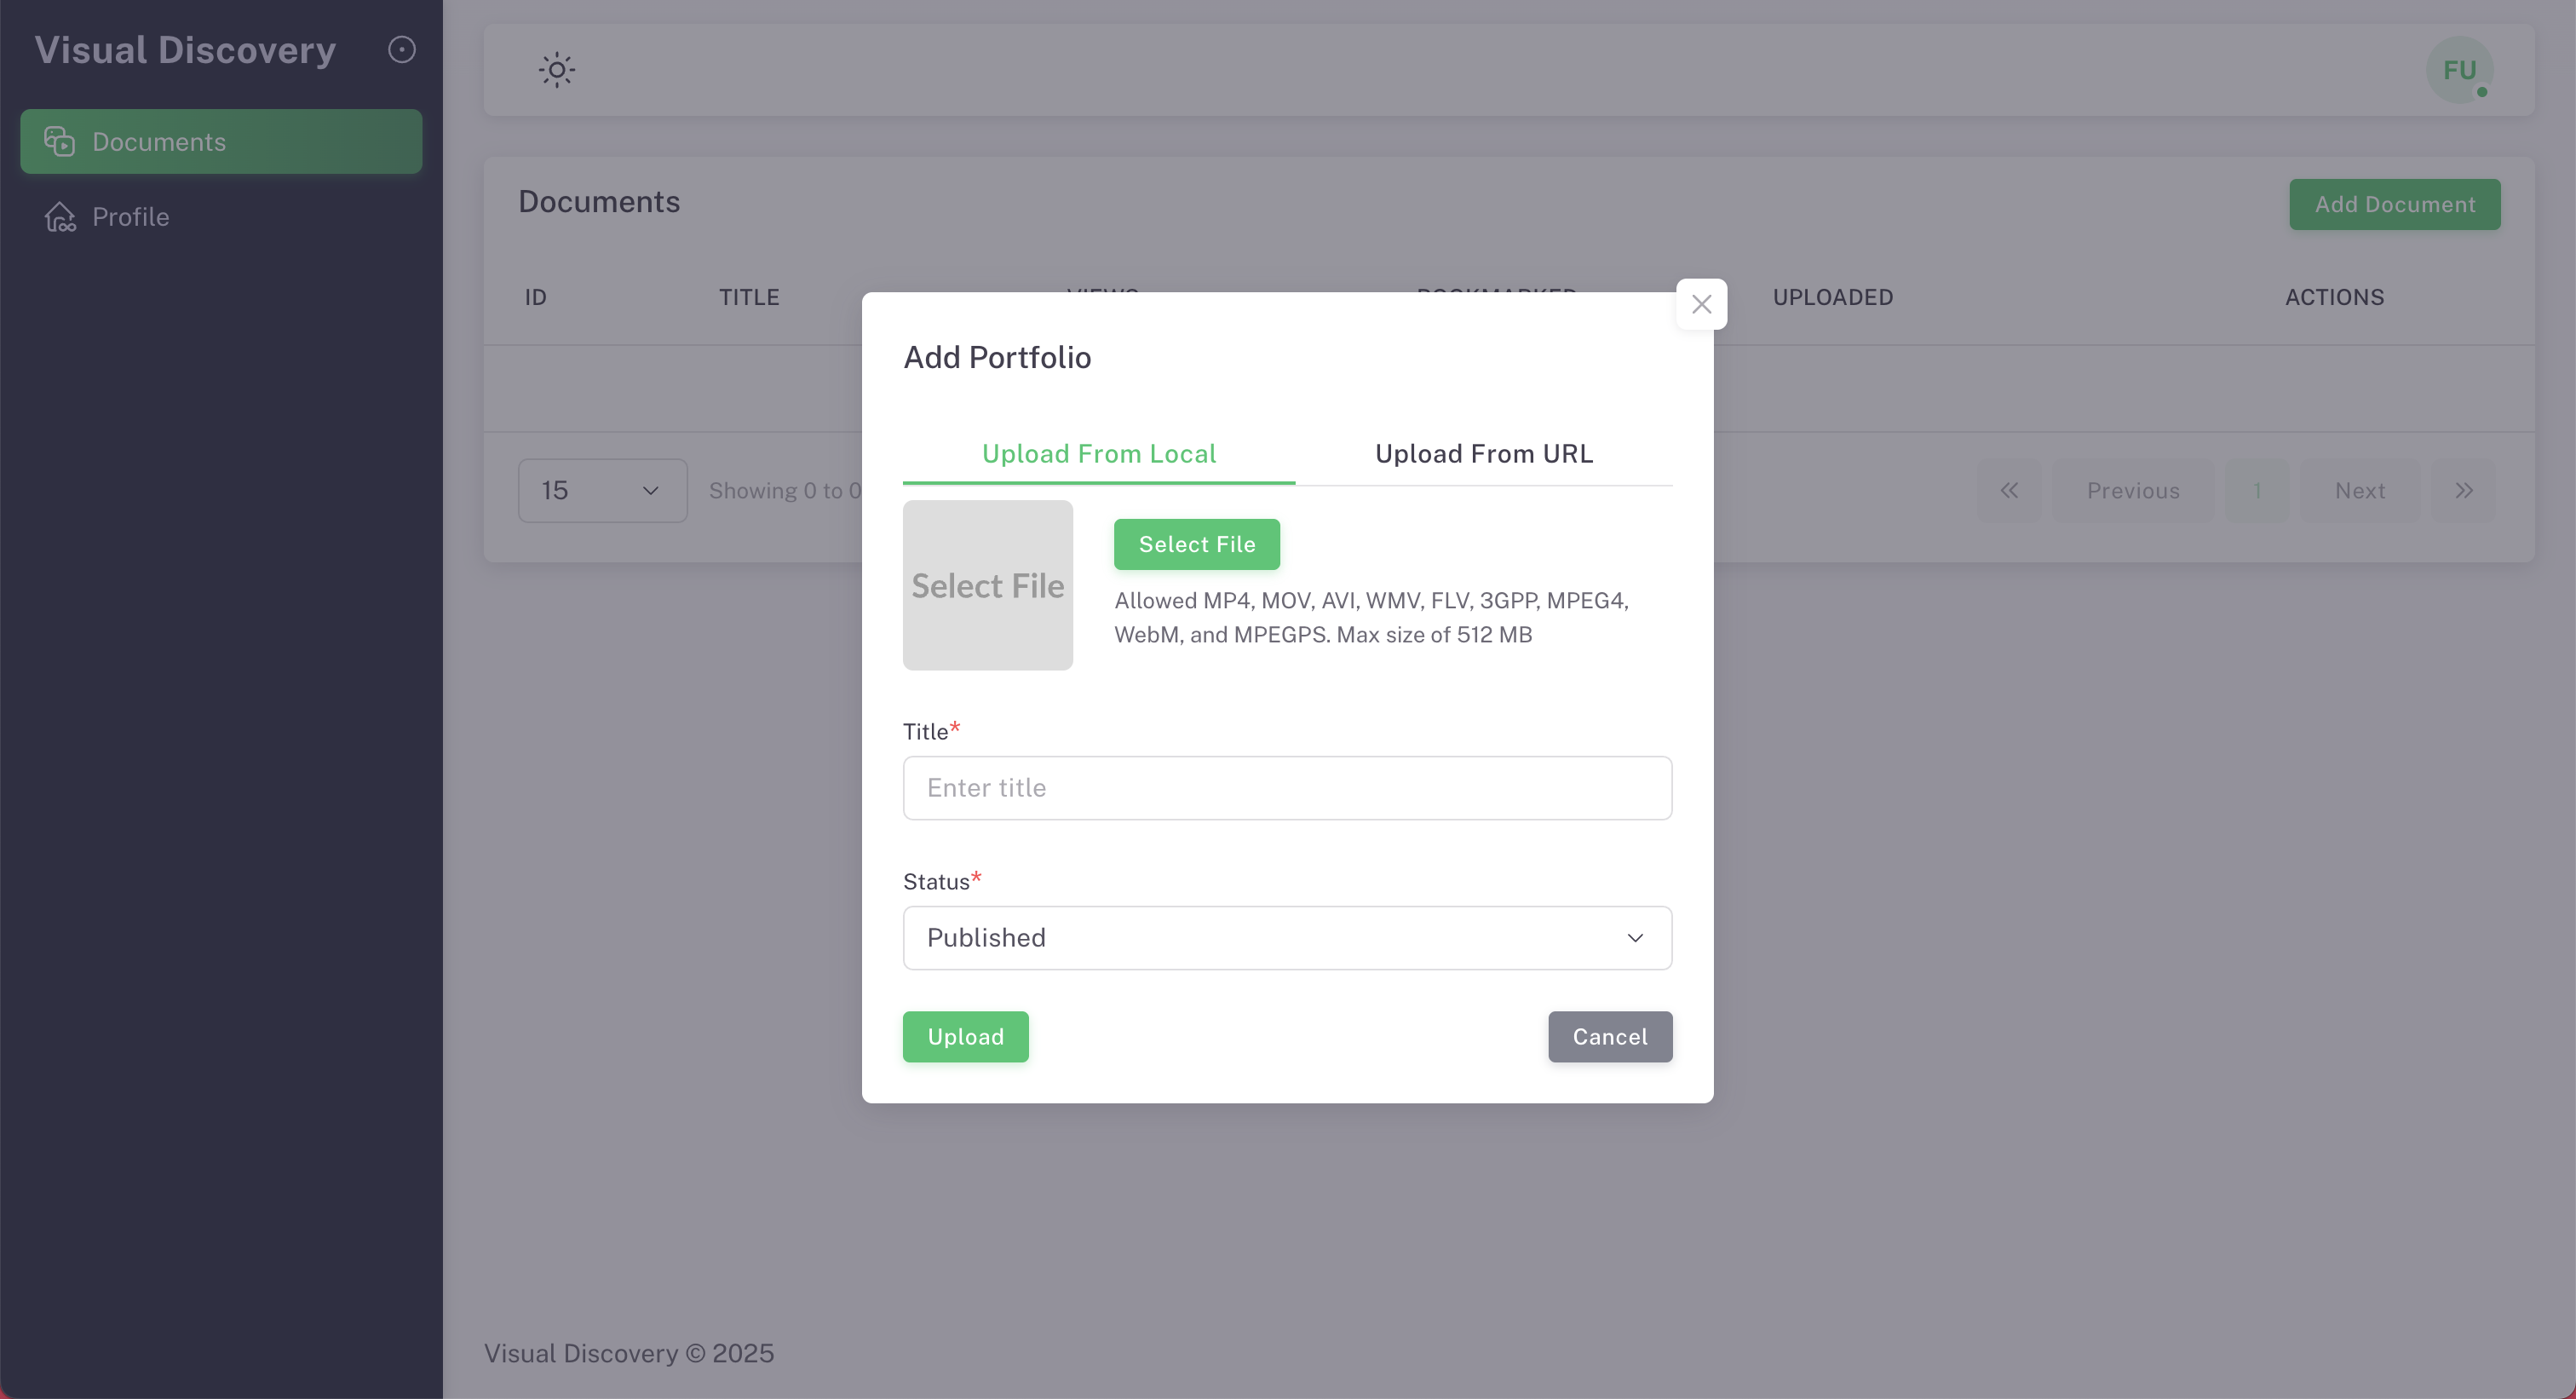 Visual Discovery
Documents
Profile
FU
Documents
Add Document
ID TITLE VIEWS BOOKMARKED UPLOADED ACTIONS
15
Showing 0 to 0
Previous
1
Next
Add Portfolio
Upload From Local
Upload From URL
Select File
Select File
Allowed MP4, MOV, AVI, WMV, FLV, 3GPP, MPEG4,
WebM, and MPEGPS. Max size of 512 MB
Title*
Enter title
Status*
Published
Upload
Cancel
Visual Discovery © 2025